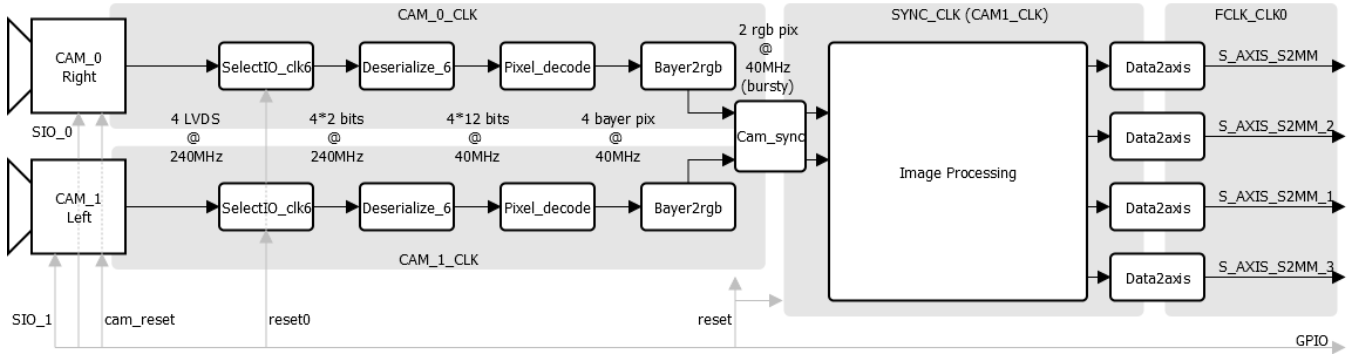 CAM_0_CLK
SYNC_CLK (CAM1_CLK)
FCLK_CLK0
2 rgb pix
@
40MHz
(bursty)
CAM_0
Right
SelectIO_clk6
Deserialize_6
Pixel_decode
Bayer2rgb
Data2axis
S_AXIS_S2MM
SIO_0
4 LVDS
@
240MHz
4*2 bits
@
240MHz
4*12 bits
@
40MHz
4 bayer pix
@
40MHz
Cam_sync
Data2axis
S_AXIS_S2MM_2
Image Processing
CAM_1
Left
SelectIO_clk6
Deserialize_6
Pixel_decode
Bayer2rgb
Data2axis
S_AXIS_S2MM_1
CAM_1_CLK
Data2axis
S_AXIS_S2MM_3
SIO_1
cam_reset
reset0
reset
GPIO